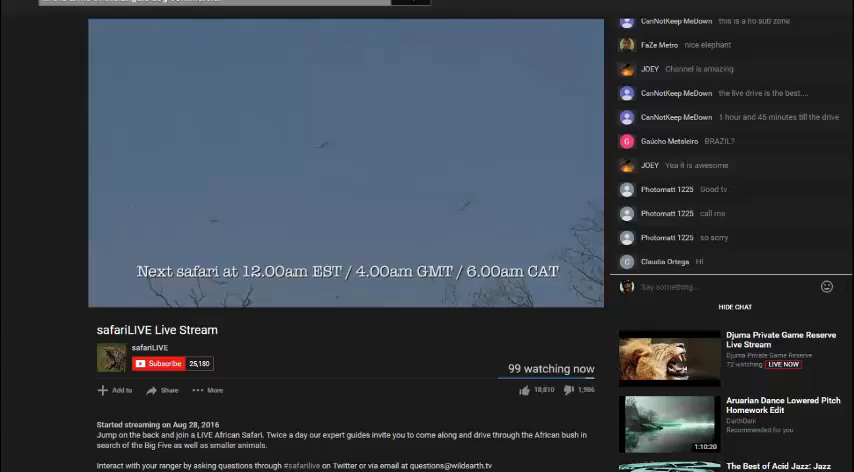 CanNotKeep MeDown this is a no sub zone
FaZe Metro nice elephant
JOEY Channel is amazing
CanNotKeep MeDown the live drive is the best....
CanNotKeep MeDown 1 hour and 45 minutes till the drive
G Gaúcho Metaleiro BRAZIL?
JOEY Yea it is awesome
Photomatt 1225 Good tv .
Photomatt 1225 call me
Photomatt 1225 so sorry
C Claudia Ortega Hi
Say something...
HIDE CHAT
Next safari at 12.00am EST / 4.00am GMT / 6.00am CAT
safariLIVE Live Stream
safariLIVE
Subscribe 25,180
99 watching now
Add to Share More
18,810 1,986
Started streaming on Aug 28, 2016
Jump on the back and join a LIVE African Safari. Twice a day our expert guides invite you to come along and drive through the African bush in
search of the Big Five as well as smaller animals.
Interact with your ranger by asking questions through #safarilive on Twitter or via email at questions@wildearth.tv
Djuma Private Game Reserve
Live Stream
Djuma Private Game Reserve
72 watching LIVE NOW
Aruarian Dance Lowered Pitch
Homework Edit
DarthDani
Recommended for you
1:10:20
The Best of Acid Jazz: Jazz